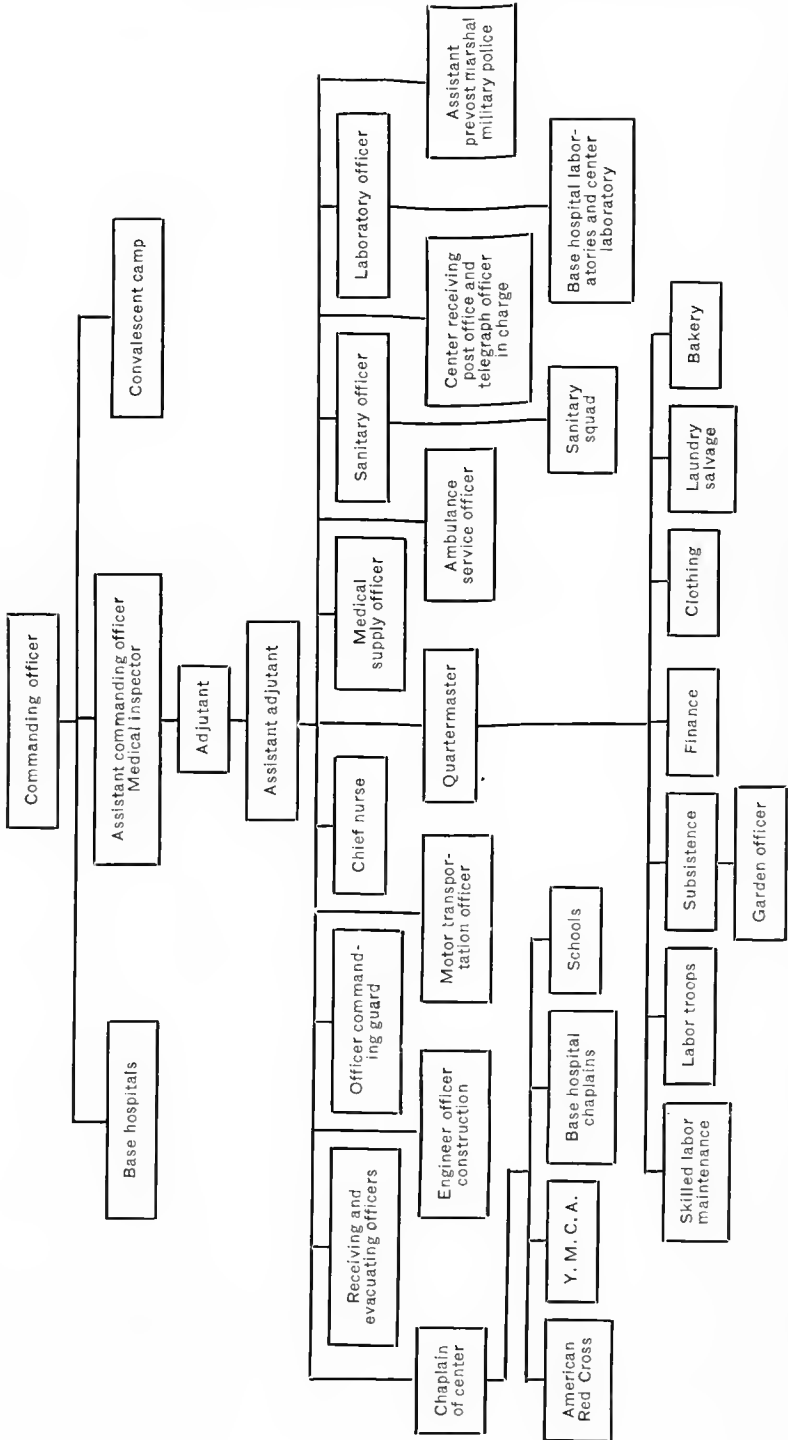 Commanding officer
Base hospitals
Assistant commanding officer
Medical inspector
Convalescent camp
Adjutant
Assistant adjutant
Receiving and
evacuating officers
Officer command-
ing guard
Chief nurse
Medical
supply officer
Sanitary officer
Laboratory officer
Chaplain
of center
Engineer officer
construction
Motor transpor-
tation officer
Quartermaster
Ambulance
service officer
Center receiving
post office and
telegraph officer
in charge
Assistant
prevost marshal
military police
American
Red Cross
Y. M. C. A.
Base hospital
chaplains
Schools
Sanitary
squad
Base hospital labor-
atories and center
laboratory
Skilled labor
maintenance
Labor troops
Subsistence
Finance
Clothing
Laundry
salvage
Bakery
Garden officer